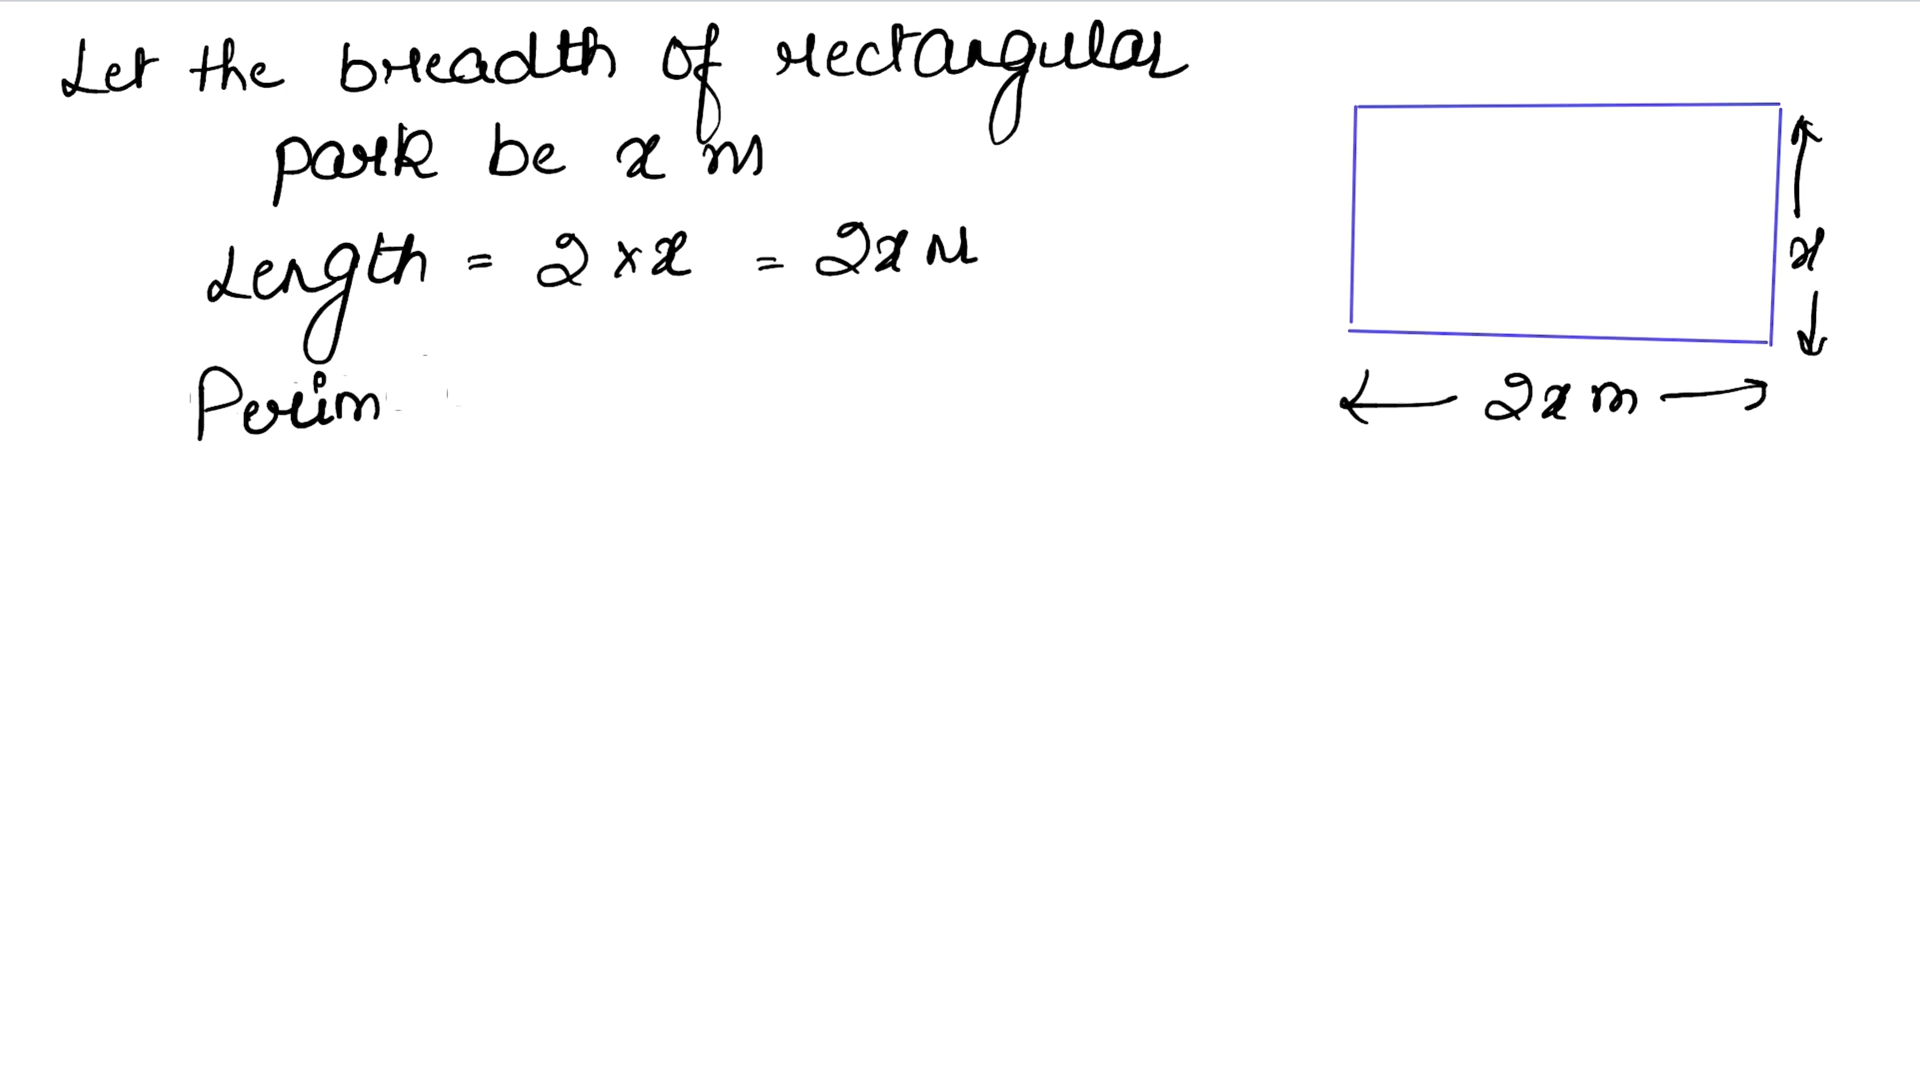 Let the breadth of rectangular
park be x m
Length = 2 × x = 2x m
Perim
x
2x m